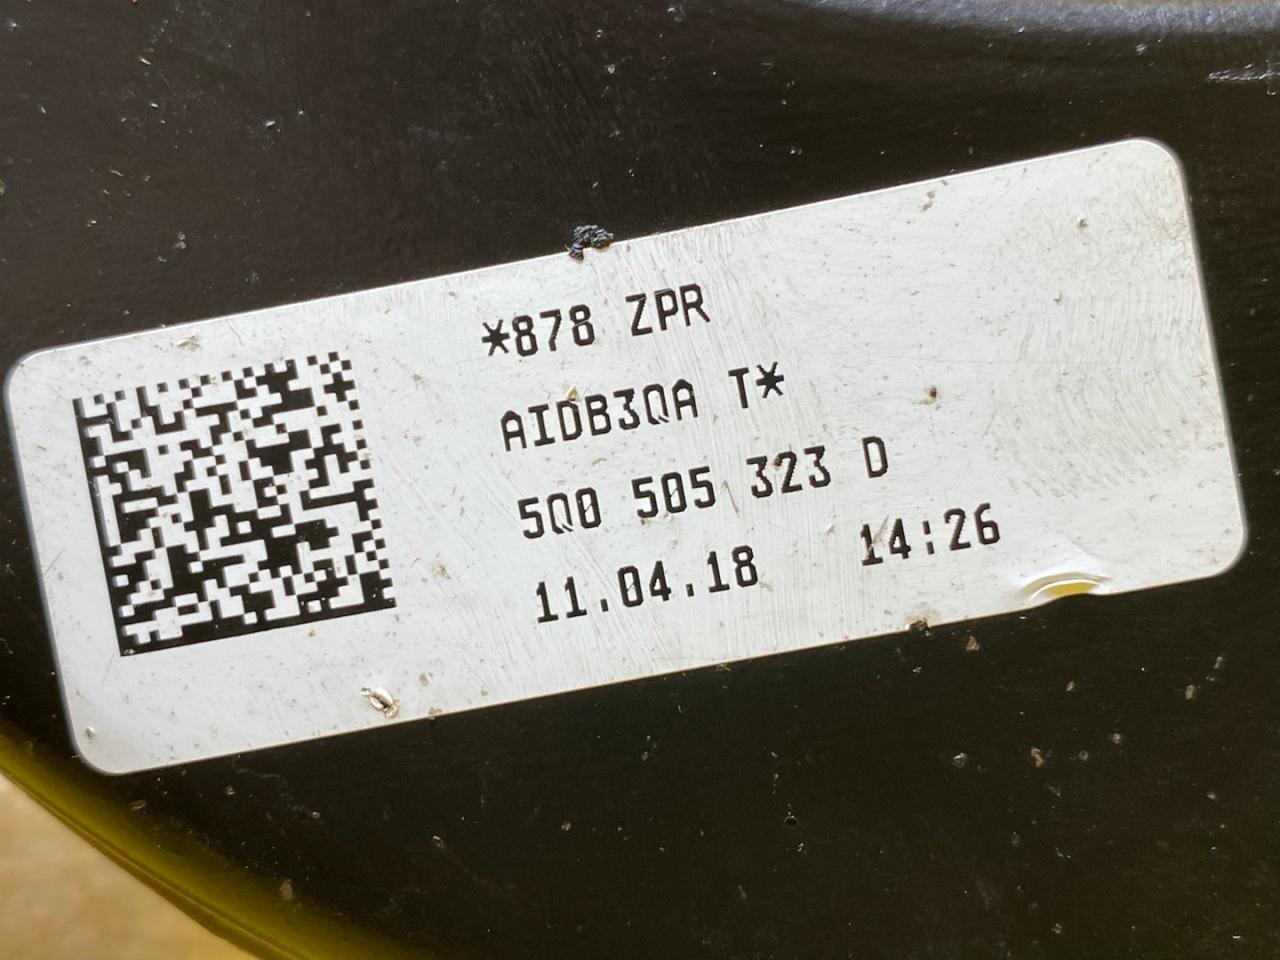 *878 ZPR
AIDB3QA T*
5Q0 505 323 D
11.04.18 14:26